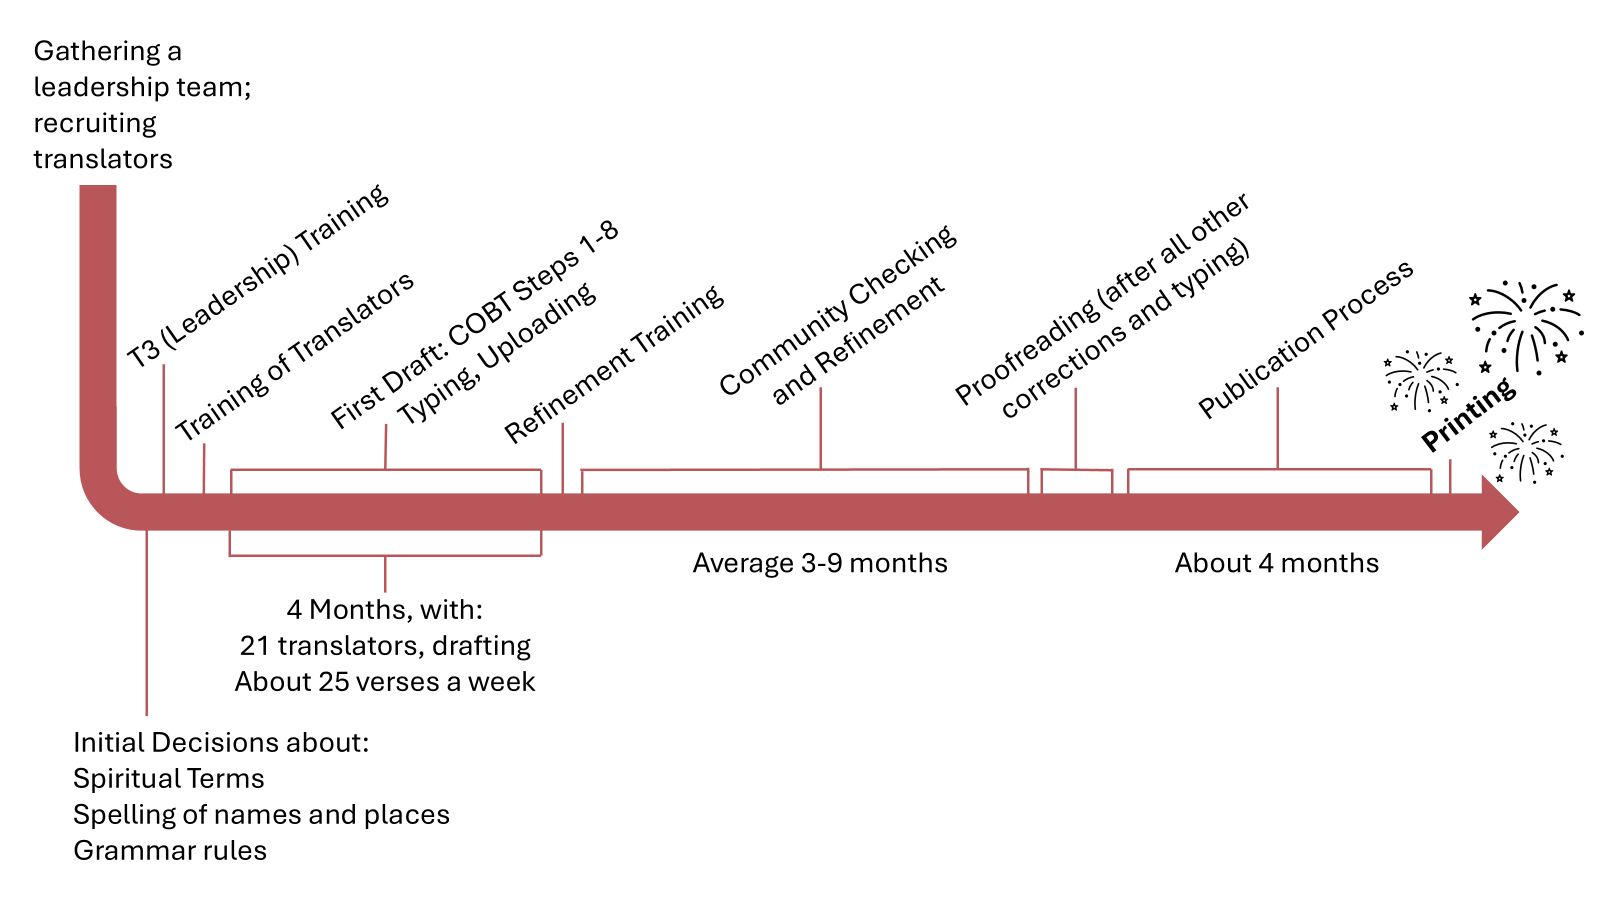 Gathering a
leadership team;
recruiting
translators
T3 (Leadership) Training
Training of Translators
First Draft: COBT Steps 1-8
Typing, Uploading
Refinement Training
Community Checking
and Refinement
Proofreading (after all other
corrections and typing)
Publication Process
Printing
Average 3-9 months
About 4 months
4 Months, with:
21 translators, drafting
About 25 verses a week
Initial Decisions about:
Spiritual Terms
Spelling of names and places
Grammar rules